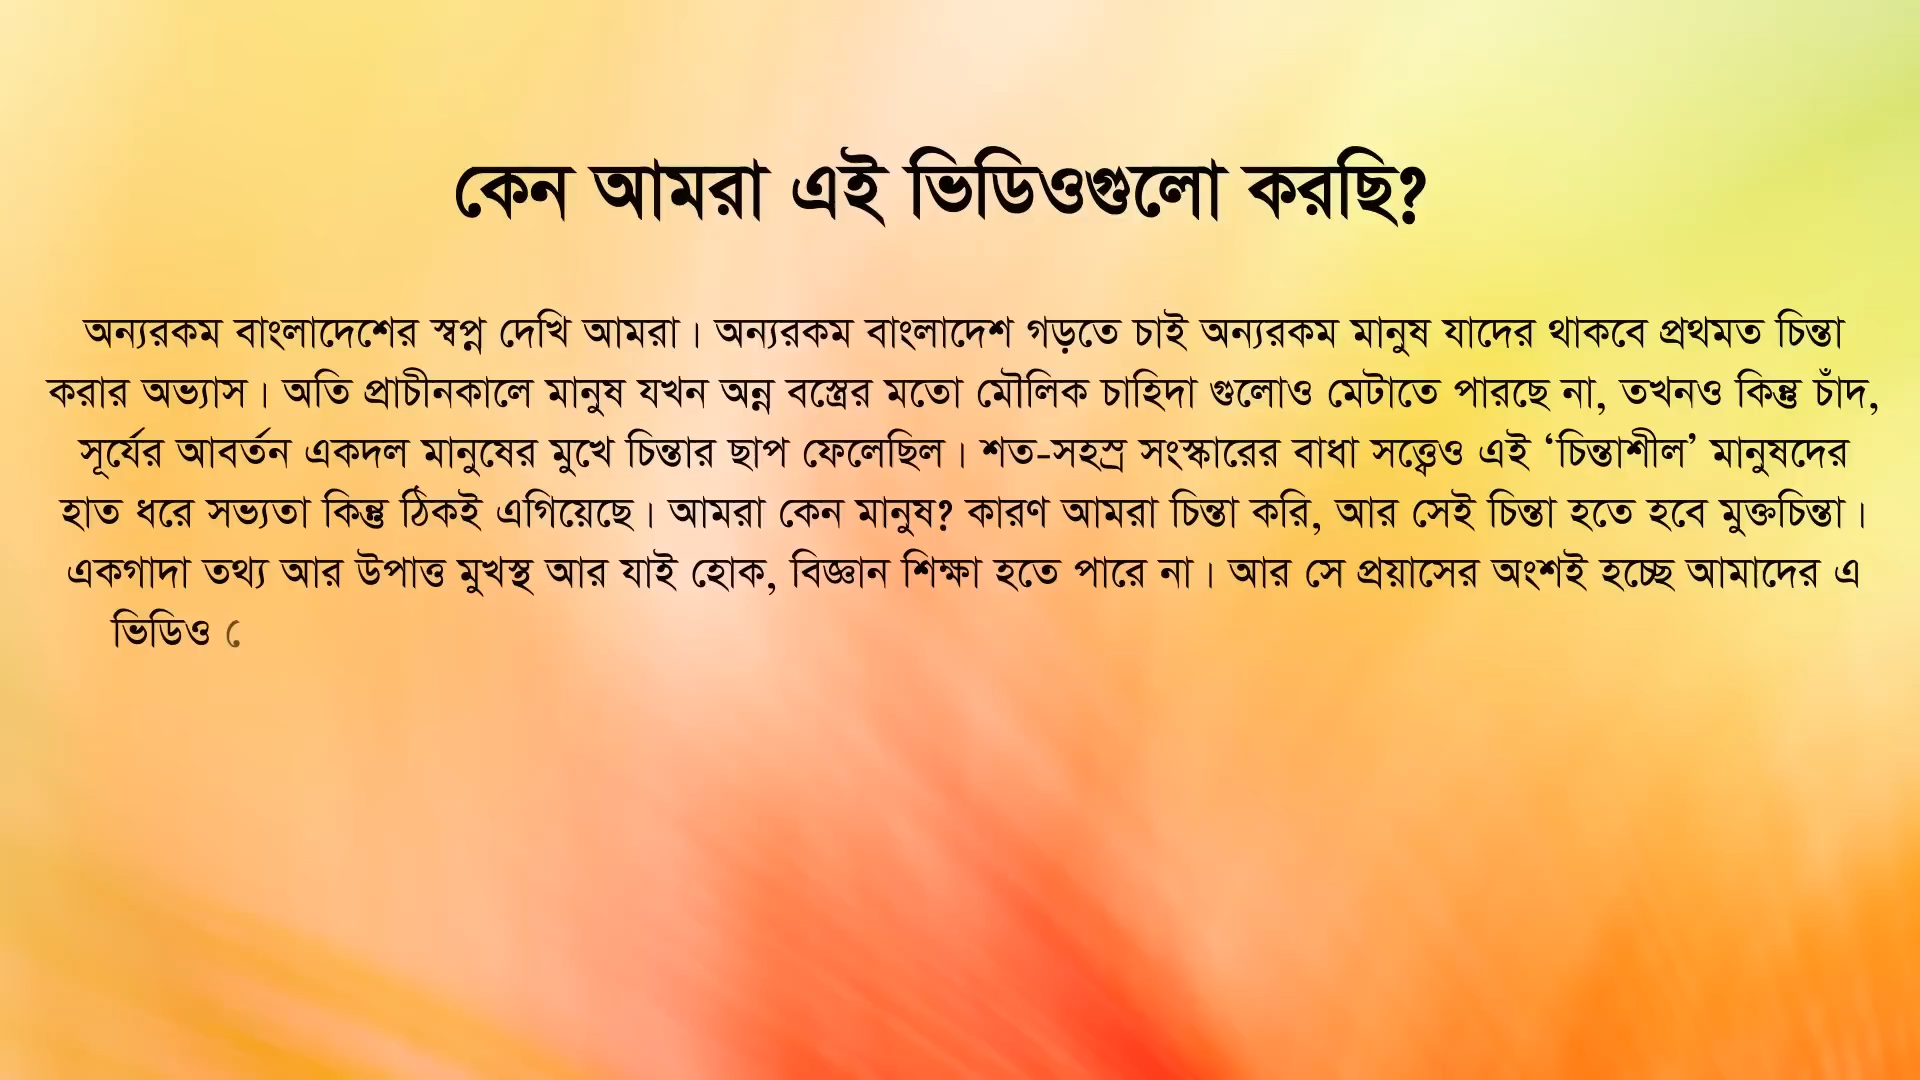 কেন আমরা এই ভিডিওগুলো করছি?
অন্যরকম বাংলাদেশের স্বপ্ন দেখি আমরা। অন্যরকম বাংলাদেশ গড়তে চাই অন্যরকম মানুষ যাদের থাকবে প্রথমত চিন্তা
করার অভ্যাস। অতি প্রাচীনকালে মানুষ যখন অন্ন বস্ত্রের মতো মৌলিক চাহিদা গুলোও মেটাতে পারছে না, তখনও কিন্তু চাঁদ,
সূর্যের আবর্তন একদল মানুষের মুখে চিন্তার ছাপ ফেলেছিল। শত-সহস্র সংস্কারের বাধা সত্ত্বেও এই ‘চিন্তাশীল’ মানুষদের
হাত ধরে সভ্যতা কিন্তু ঠিকই এগিয়েছে। আমরা কেন মানুষ? কারণ আমরা চিন্তা করি, আর সেই চিন্তা হতে হবে মুক্তচিন্তা।
একগাদা তথ্য আর উপাত্ত মুখস্থ আর যাই হোক, বিজ্ঞান শিক্ষা হতে পারে না। আর সে প্রয়াসের অংশই হচ্ছে আমাদের এ
ভিডিও